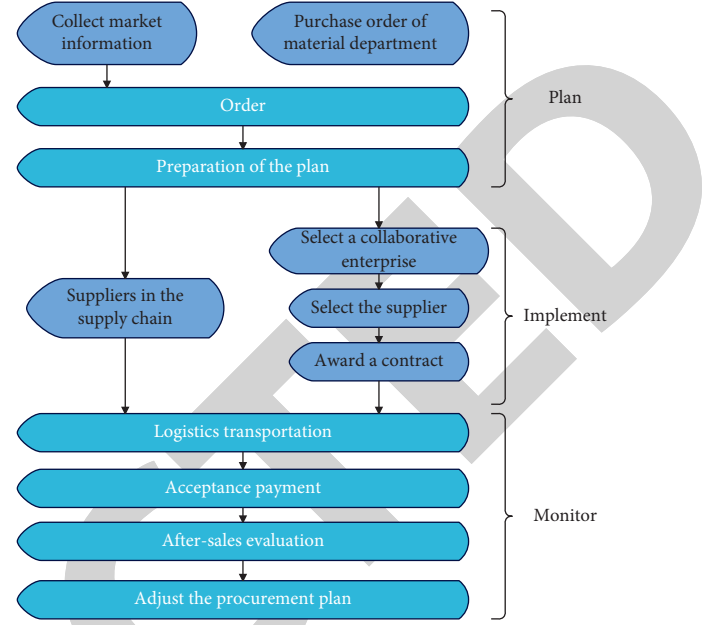 Collect market
information
Purchase order of
material department
Order
Preparation of the plan
Plan
Select a collaborative
enterprise
Suppliers in the
supply chain
Select the supplier
Award a contract
Implement
Logistics transportation
Acceptance payment
After-sales evaluation
Adjust the procurement plan
Monitor
CTED